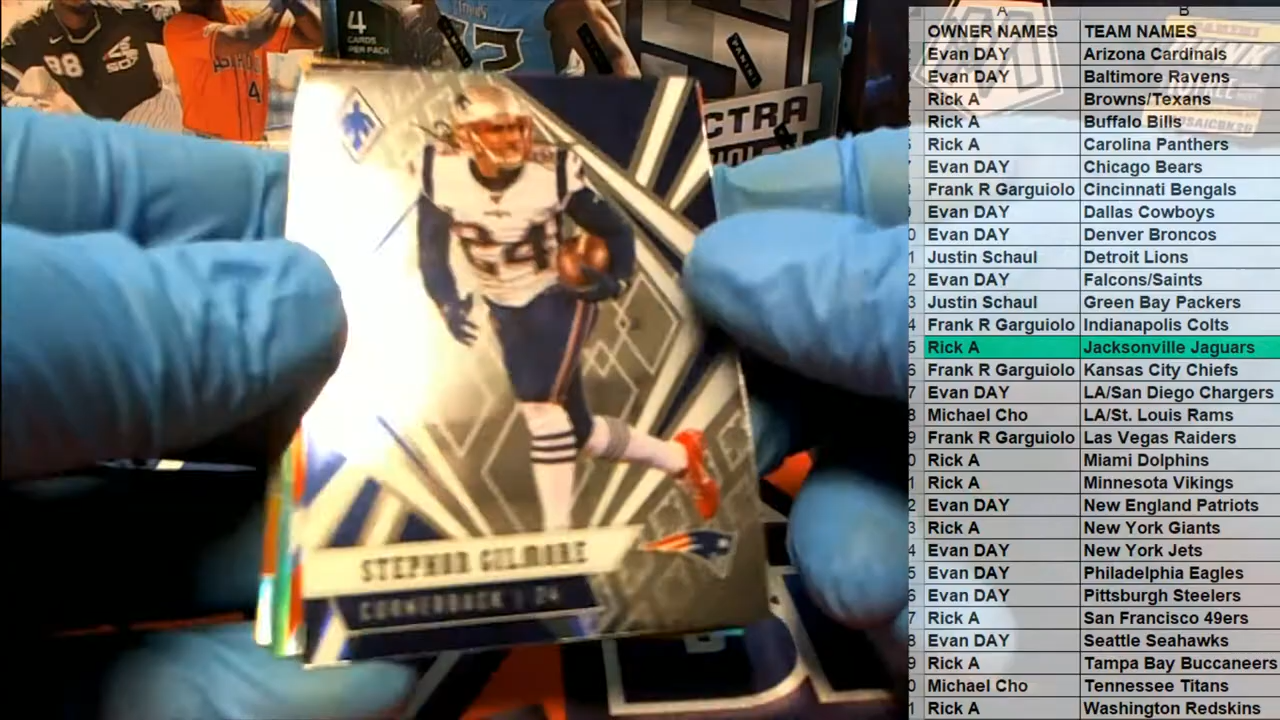 4
CARDS
PER PACK
98
SOX
4
PANINI
CTRA
24
STEPHON GILMORE
CORNERBACK | 24
A B
OWNER NAMES TEAM NAMES
Evan DAY Arizona Cardinals
Evan DAY Baltimore Ravens
Rick A Browns/Texans
Rick A Buffalo Bills
Rick A Carolina Panthers
Evan DAY Chicago Bears
Frank R Garguiolo Cincinnati Bengals
Evan DAY Dallas Cowboys
Evan DAY Denver Broncos
Justin Schaul Detroit Lions
Evan DAY Falcons/Saints
Justin Schaul Green Bay Packers
Frank R Garguiolo Indianapolis Colts
Rick A Jacksonville Jaguars
Frank R Garguiolo Kansas City Chiefs
Evan DAY LA/San Diego Chargers
Michael Cho LA/St. Louis Rams
Frank R Garguiolo Las Vegas Raiders
Rick A Miami Dolphins
Rick A Minnesota Vikings
Evan DAY New England Patriots
Rick A New York Giants
Evan DAY New York Jets
Evan DAY Philadelphia Eagles
Evan DAY Pittsburgh Steelers
Rick A San Francisco 49ers
Evan DAY Seattle Seahawks
Rick A Tampa Bay Buccaneers
Michael Cho Tennessee Titans
Rick A Washington Redskins